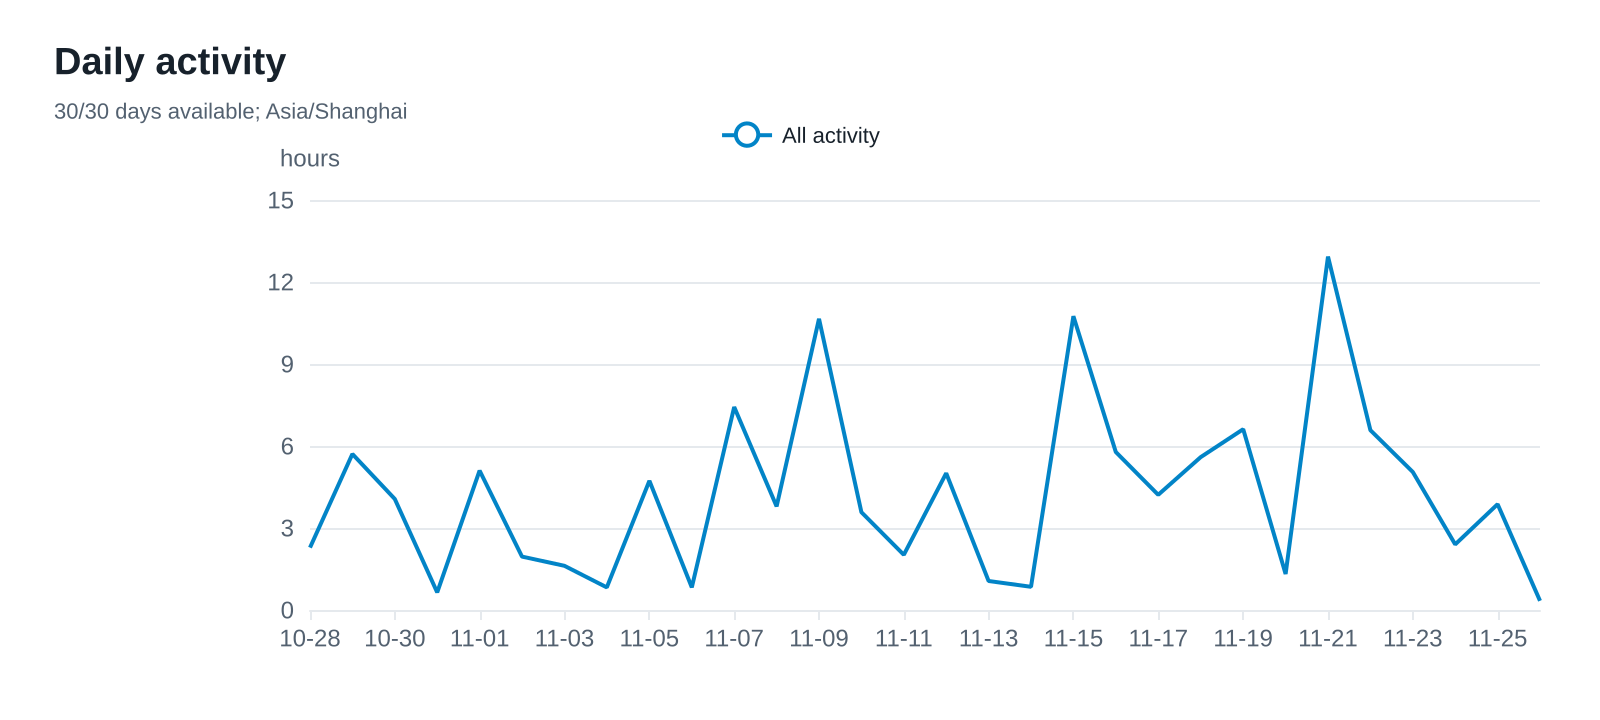 Daily activity
30/30 days available; Asia/Shanghai
All activity
hours
15
12
9
6
3
0
10-28 10-30 11-01 11-03 11-05 11-07 11-09 11-11 11-13 11-15 11-17 11-19 11-21 11-23 11-25